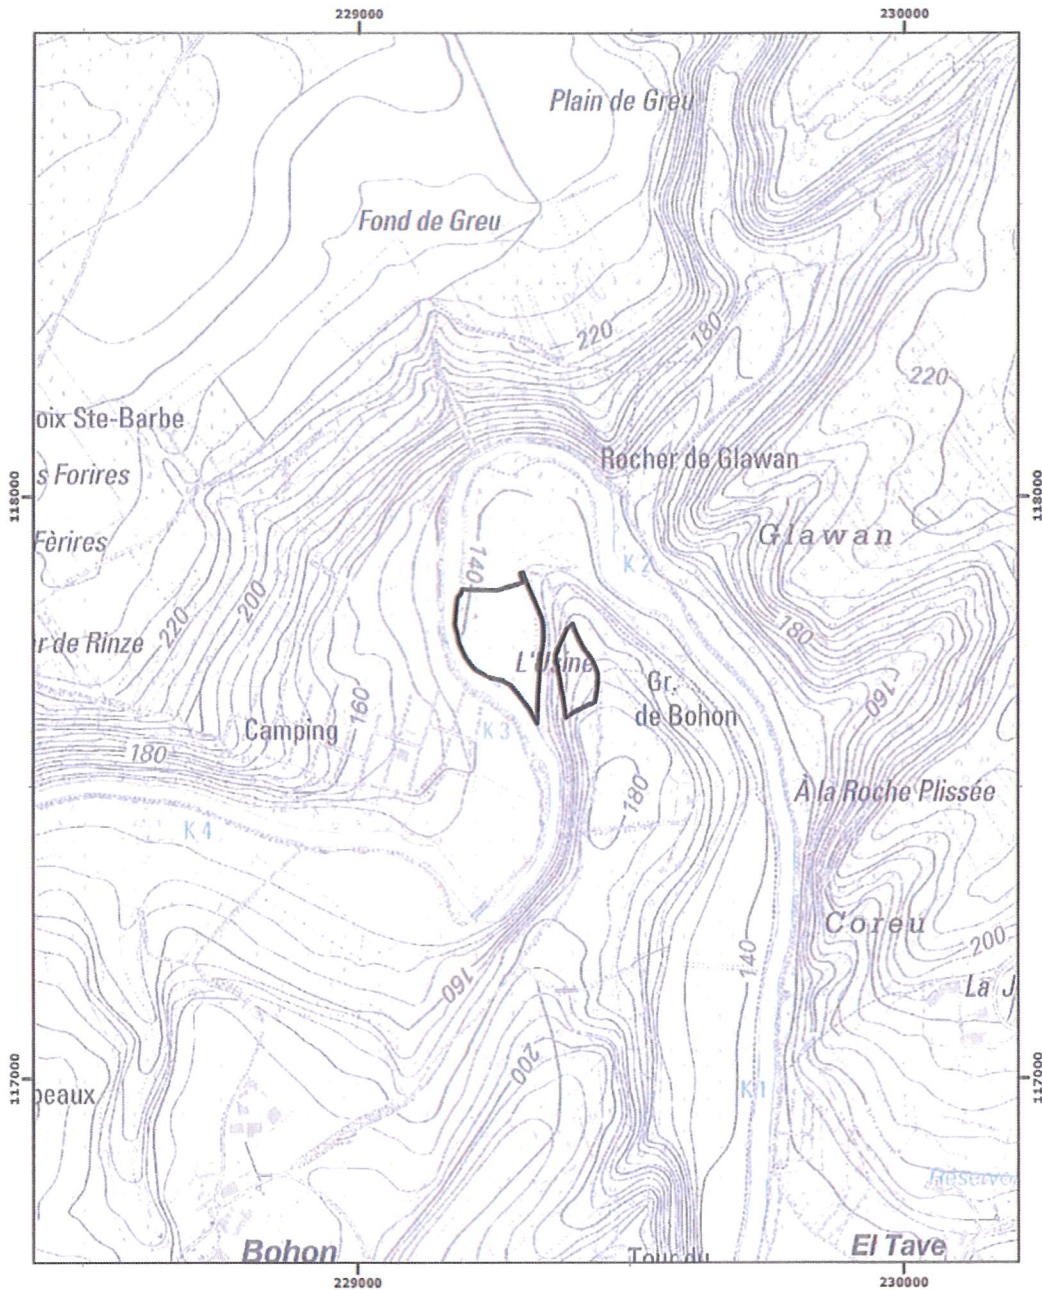 229000
230000
Plain de Greu
Fond de Greu
220
180
220
oix Ste-Barbe
s Forires
Rocher de Glawan
118000
118000
Fèrires
Glawan
K 2
140
200
220
180
r de Rinze
L'Usine
Gr.
de Bohon
160
160
Camping
K 3
180
180
À la Roche Plissée
K 4
Coreu
200
140
160
La J
200
117000
117000
peaux
K 1
Réservo
Bohon
El Tave
Tour du
229000
230000